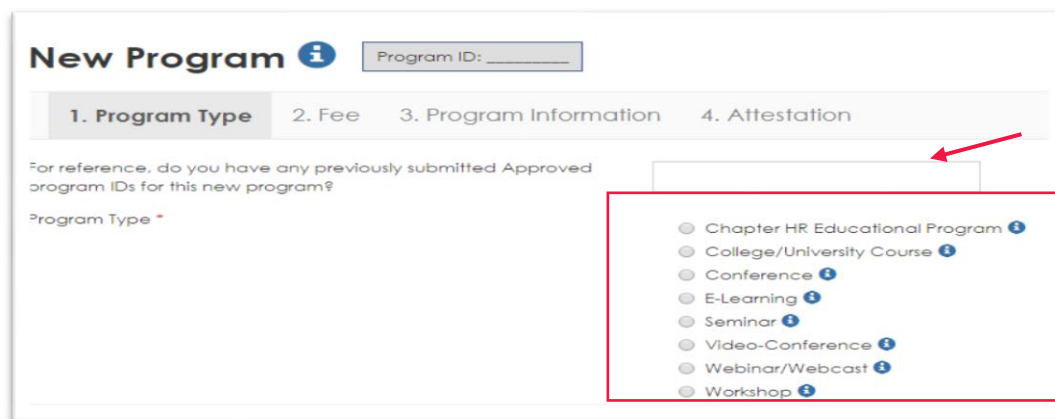 New Program
Program ID: _________
1. Program Type 2. Fee 3. Program Information 4. Attestation
For reference, do you have any previously submitted Approved
program IDs for this new program?
Program Type *
Chapter HR Educational Program
College/University Course
Conference
E-Learning
Seminar
Video-Conference
Webinar/Webcast
Workshop